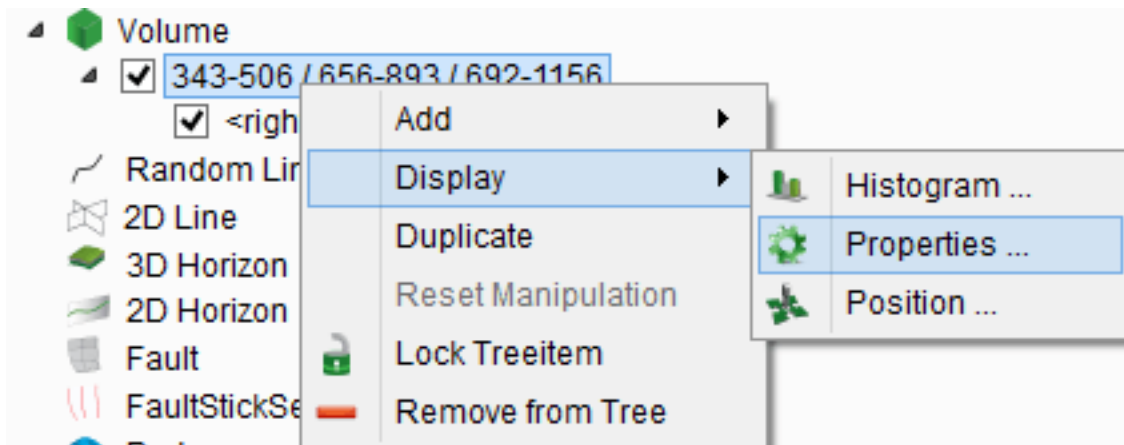 Volume
343-506 / 656-893 / 692-1156
<righ
Add
Random Lir
Display
Histogram ...
2D Line
Duplicate
Properties ...
3D Horizon
Reset Manipulation
2D Horizon
Position ...
Fault
Lock Treeitem
FaultStickSe
Remove from Tree